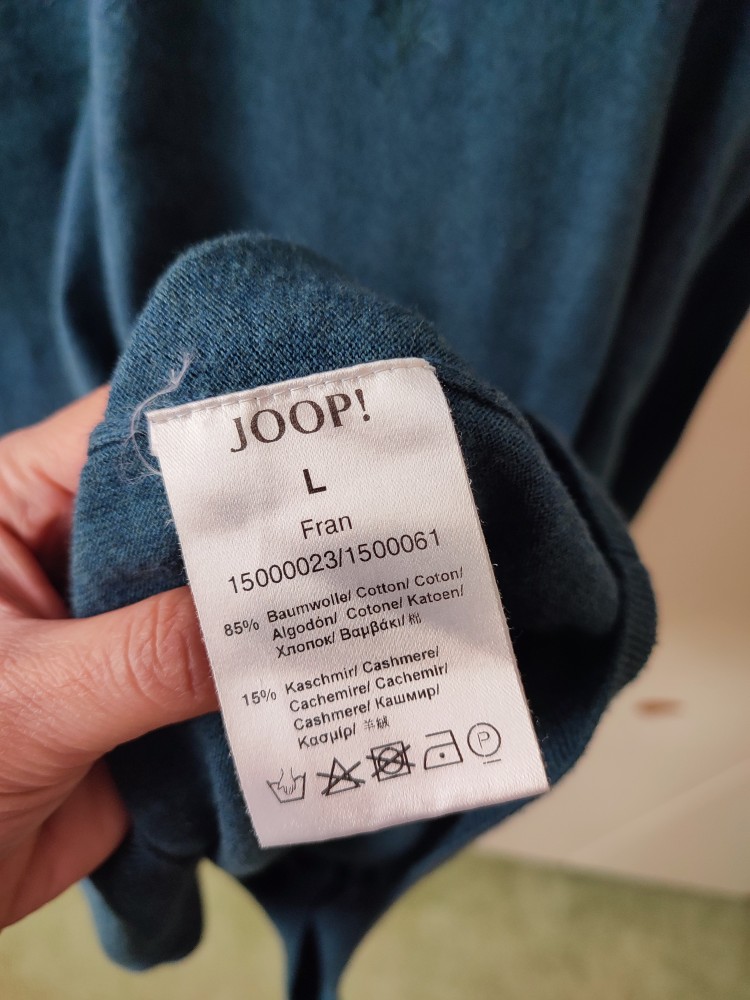 JOOP!
L
Fran
15000023/1500061
85% Baumwolle/ Cotton/ Coton/
Algodón/ Cotone/ Katoen/
Хлопок/ Βαμβάκι/ 棉
15% Kaschmir/ Cashmere/
Cachemire/ Cachemir/
Cashmere/ Кашмир/
Κασμίρ/ 羊絨
P